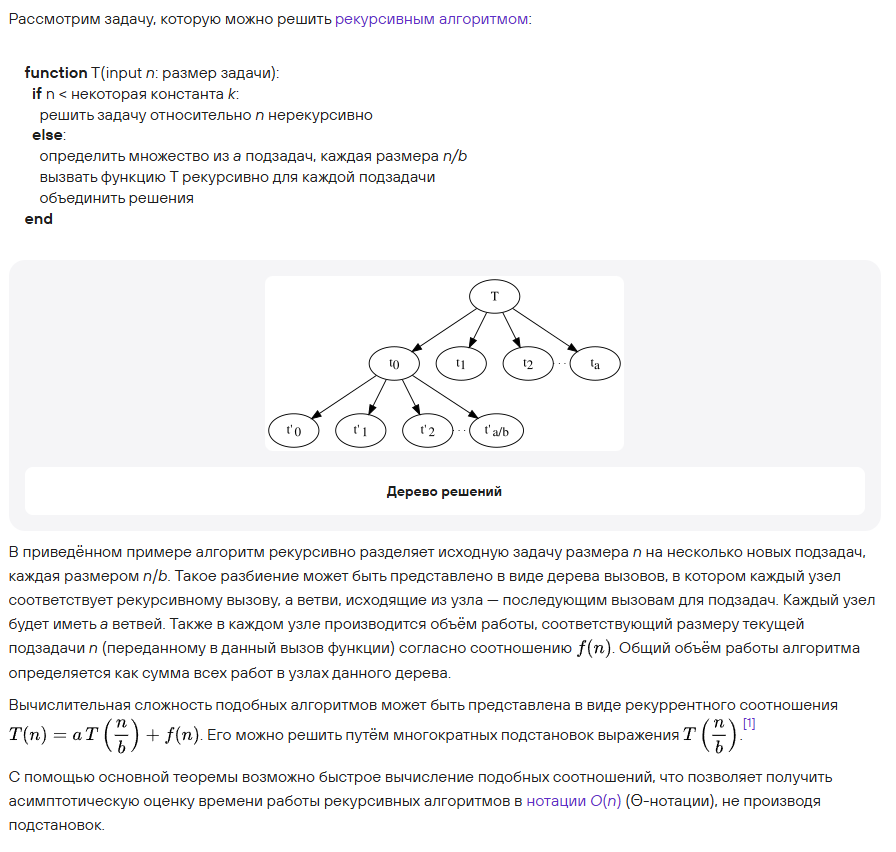 Рассмотрим задачу, которую можно решить рекурсивным алгоритмом:
function T(input n: размер задачи):
if n < некоторая константа k:
решить задачу относительно n нерекурсивно
else:
определить множество из a подзадач, каждая размера n/b
вызвать функцию T рекурсивно для каждой подзадачи
объединить решения
end
T
t0 t1 t2 ... ta
t'0 t'1 t'2 ... t'a/b
Дерево решений
В приведённом примере алгоритм рекурсивно разделяет исходную задачу размера n на несколько новых подзадач,
каждая размером n/b. Такое разбиение может быть представлено в виде дерева вызовов, в котором каждый узел
соответствует рекурсивному вызову, а ветви, исходящие из узла — последующим вызовам для подзадач. Каждый узел
будет иметь a ветвей. Также в каждом узле производится объём работы, соответствующий размеру текущей
подзадачи n (переданному в данный вызов функции) согласно соотношению f(n). Общий объём работы алгоритма
определяется как сумма всех работ в узлах данного дерева.
Вычислительная сложность подобных алгоритмов может быть представлена в виде рекуррентного соотношения
T(n) = a T(n/b) + f(n). Его можно решить путём многократных подстановок выражения T(n/b).[1]
С помощью основной теоремы возможно быстрое вычисление подобных соотношений, что позволяет получить
асимптотическую оценку времени работы рекурсивных алгоритмов в нотации O(n) (Θ-нотации), не производя
подстановок.